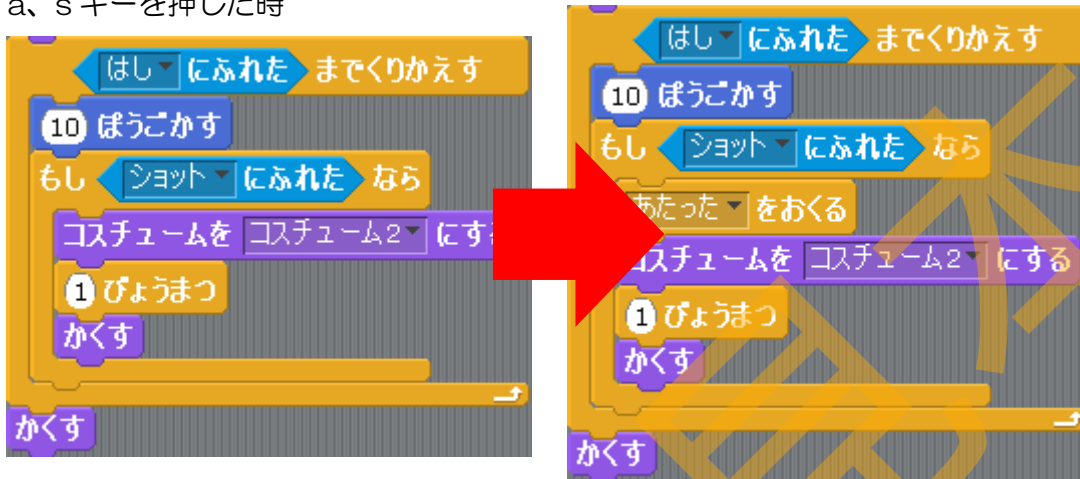 a、sキーを押した時
はし にふれた までくりかえす
10 ほうごかす
もし ショット にふれた なら
コスチュームを コスチューム2 にす
1 びょうまつ
かくす
かくす
はし にふれた までくりかえす
10 ほうごかす
もし ショット にふれた なら
あたった をおくる
コスチュームを コスチューム2 にする
1 びょうまつ
かくす
かくす